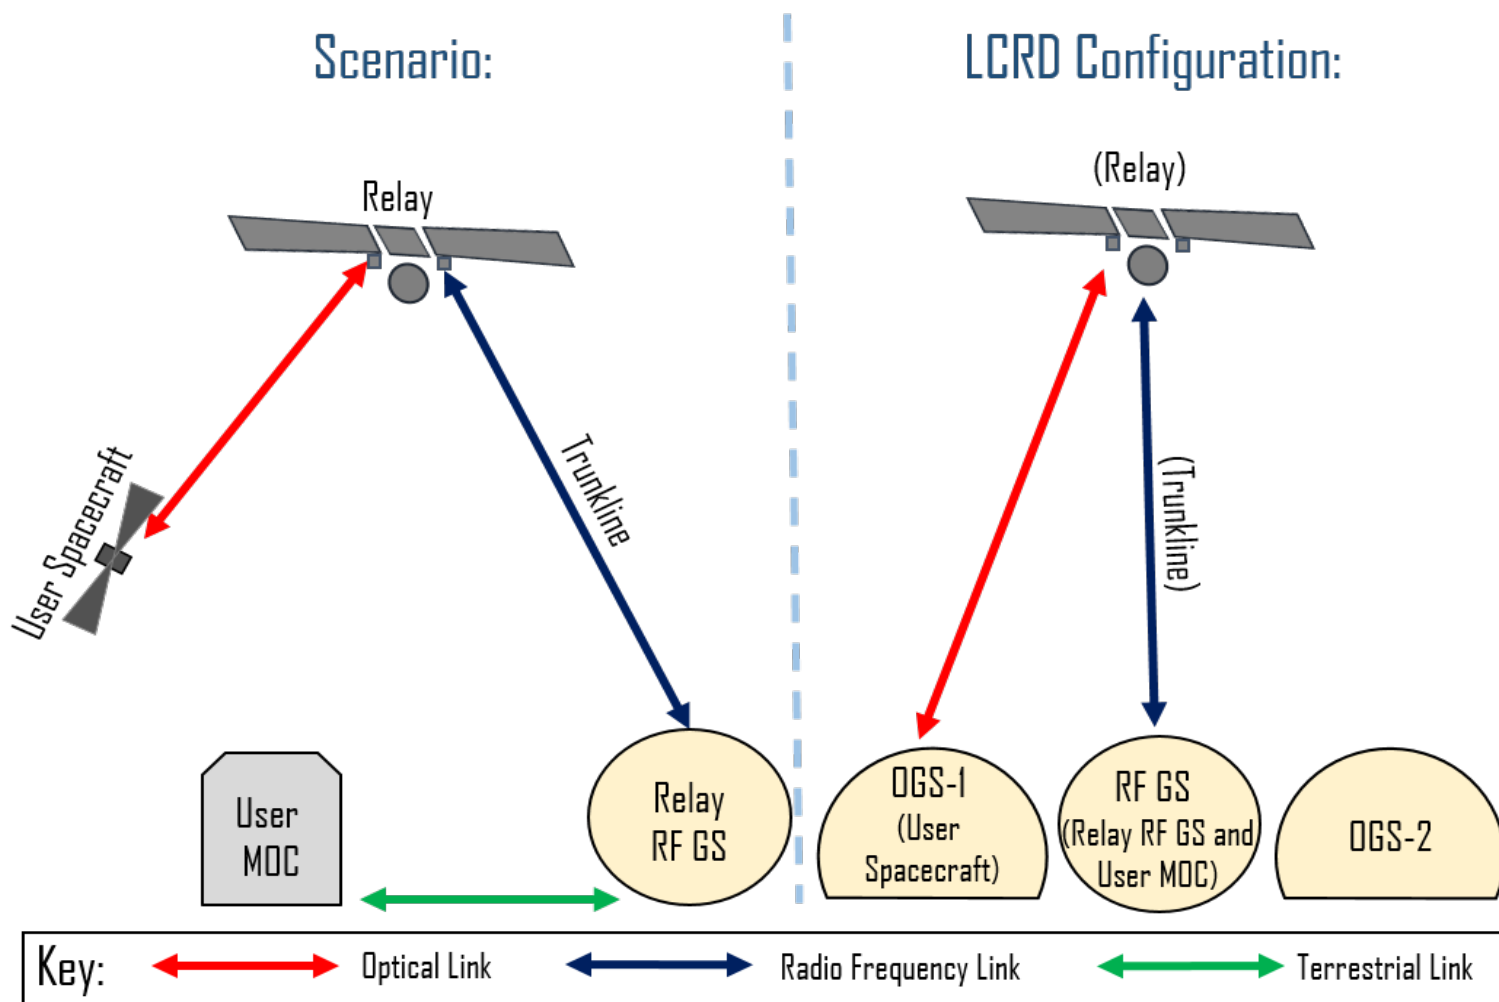 Scenario:
LCRD Configuration:
Relay
(Relay)
User Spacecraft
Trunkline
(Trunkline)
User
MOC
Relay
RF GS
OGS-1
(User
Spacecraft)
RF GS
(Relay RF GS and
User MOC)
OGS-2
Key:
Optical Link
Radio Frequency Link
Terrestrial Link